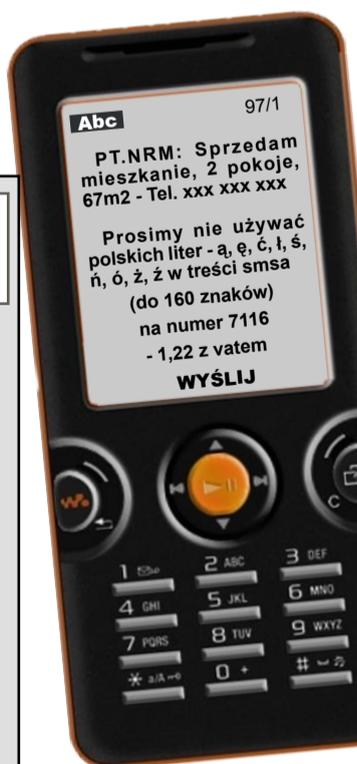 Abc 97/1
PT.NRM: Sprzedam
mieszkanie, 2 pokoje,
67m2 - Tel. xxx xxx xxx
Prosimy nie używać
polskich liter - ą, ę, ć, ł, ś,
ń, ó, ż, ź w treści smsa
(do 160 znaków)
na numer 7116
- 1,22 z vatem
WYŚLIJ
C
1 2 ABC 3 DEF
4 GHI 5 JKL 6 MNO
7 PQRS 8 TUV 9 WXYZ
* a/A 0 + #